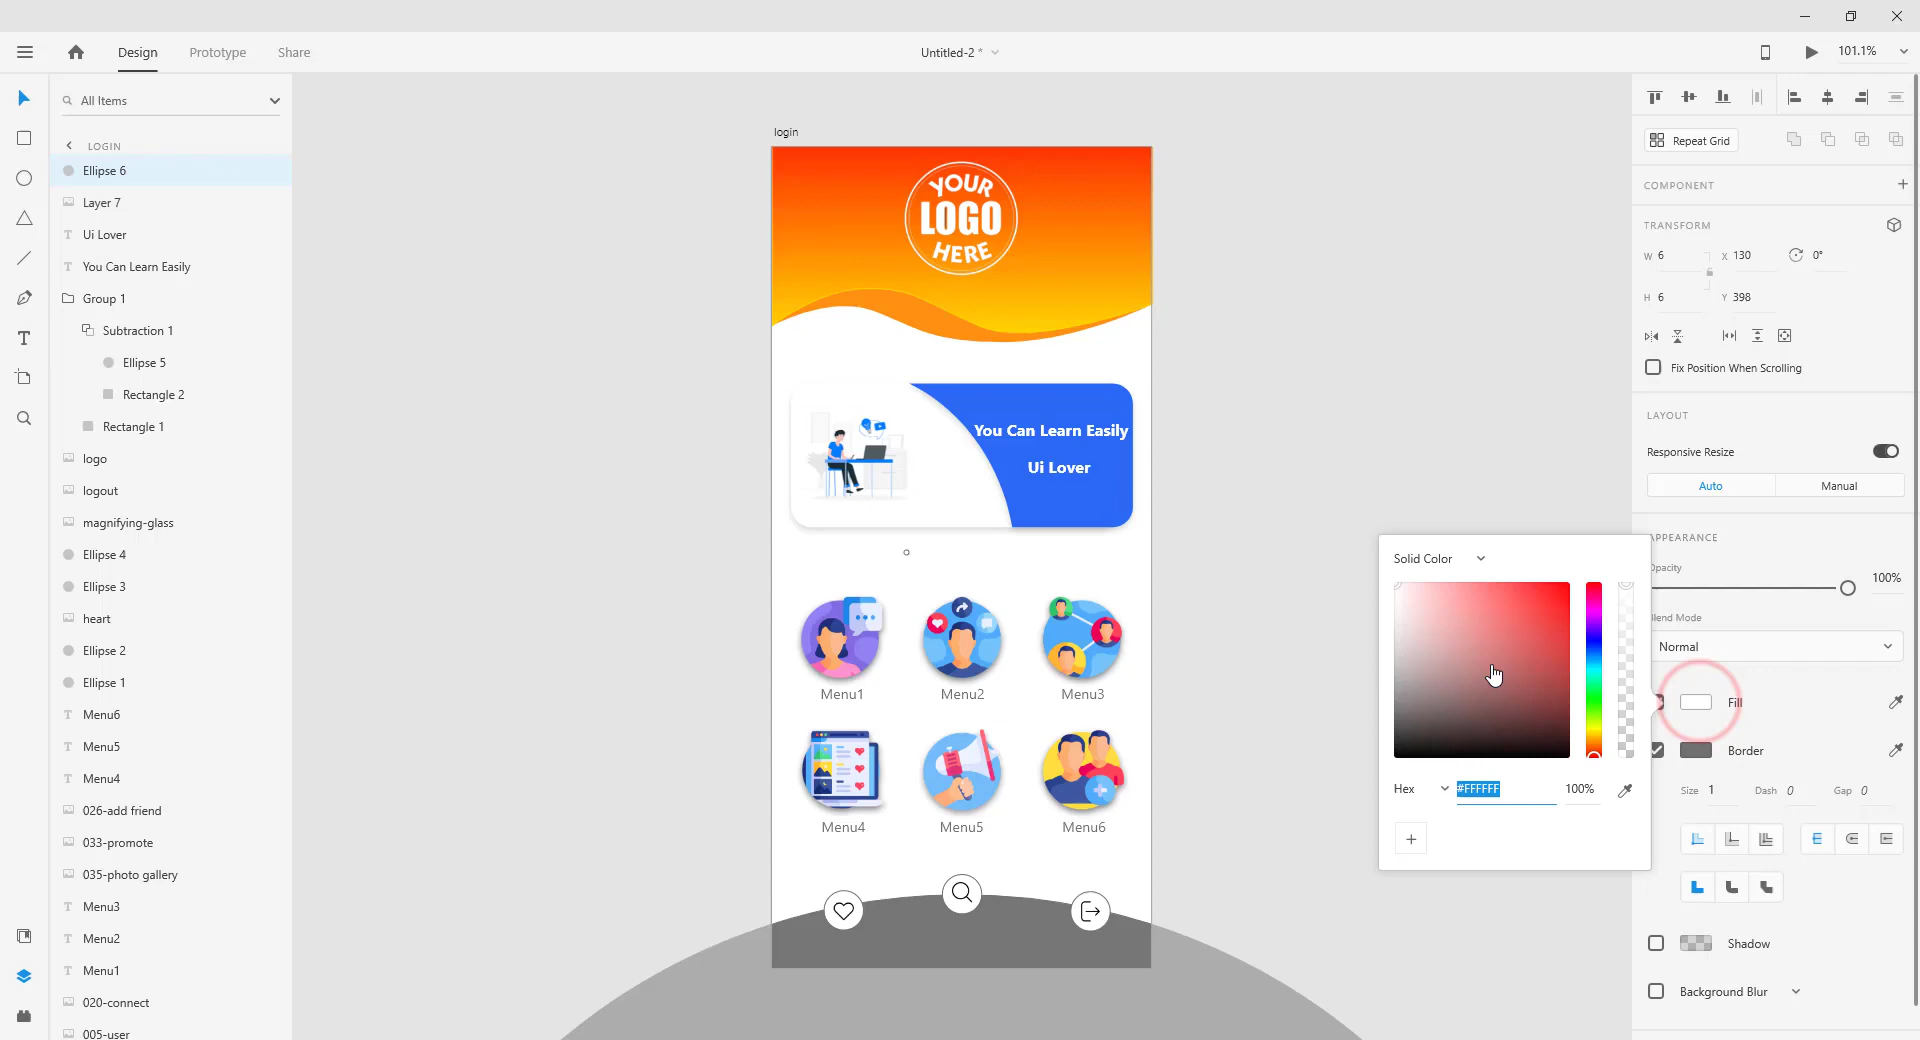 Design
Prototype
Share
Untitled-2 *
101.1%
All Items
LOGIN
Ellipse 6
Layer 7
Ui Lover
You Can Learn Easily
Group 1
Subtraction 1
Ellipse 5
Rectangle 2
Rectangle 1
logo
logout
magnifying-glass
Ellipse 4
Ellipse 3
heart
Ellipse 2
Ellipse 1
Menu6
Menu5
Menu4
026-add friend
033-promote
035-photo gallery
Menu3
Menu2
Menu1
020-connect
005-user
login
YOUR
LOGO
HERE
You Can Learn Easily
Ui Lover
Menu1
Menu2
Menu3
Menu4
Menu5
Menu6
Solid Color
Hex
#FFFFFF
100%
Repeat Grid
COMPONENT
TRANSFORM
W 6
X 130
0°
H 6
Y 398
Fix Position When Scrolling
LAYOUT
Responsive Resize
Auto
Manual
APPEARANCE
Opacity
100%
Blend Mode
Normal
Fill
Border
Size 1
Dash 0
Gap 0
Shadow
Background Blur